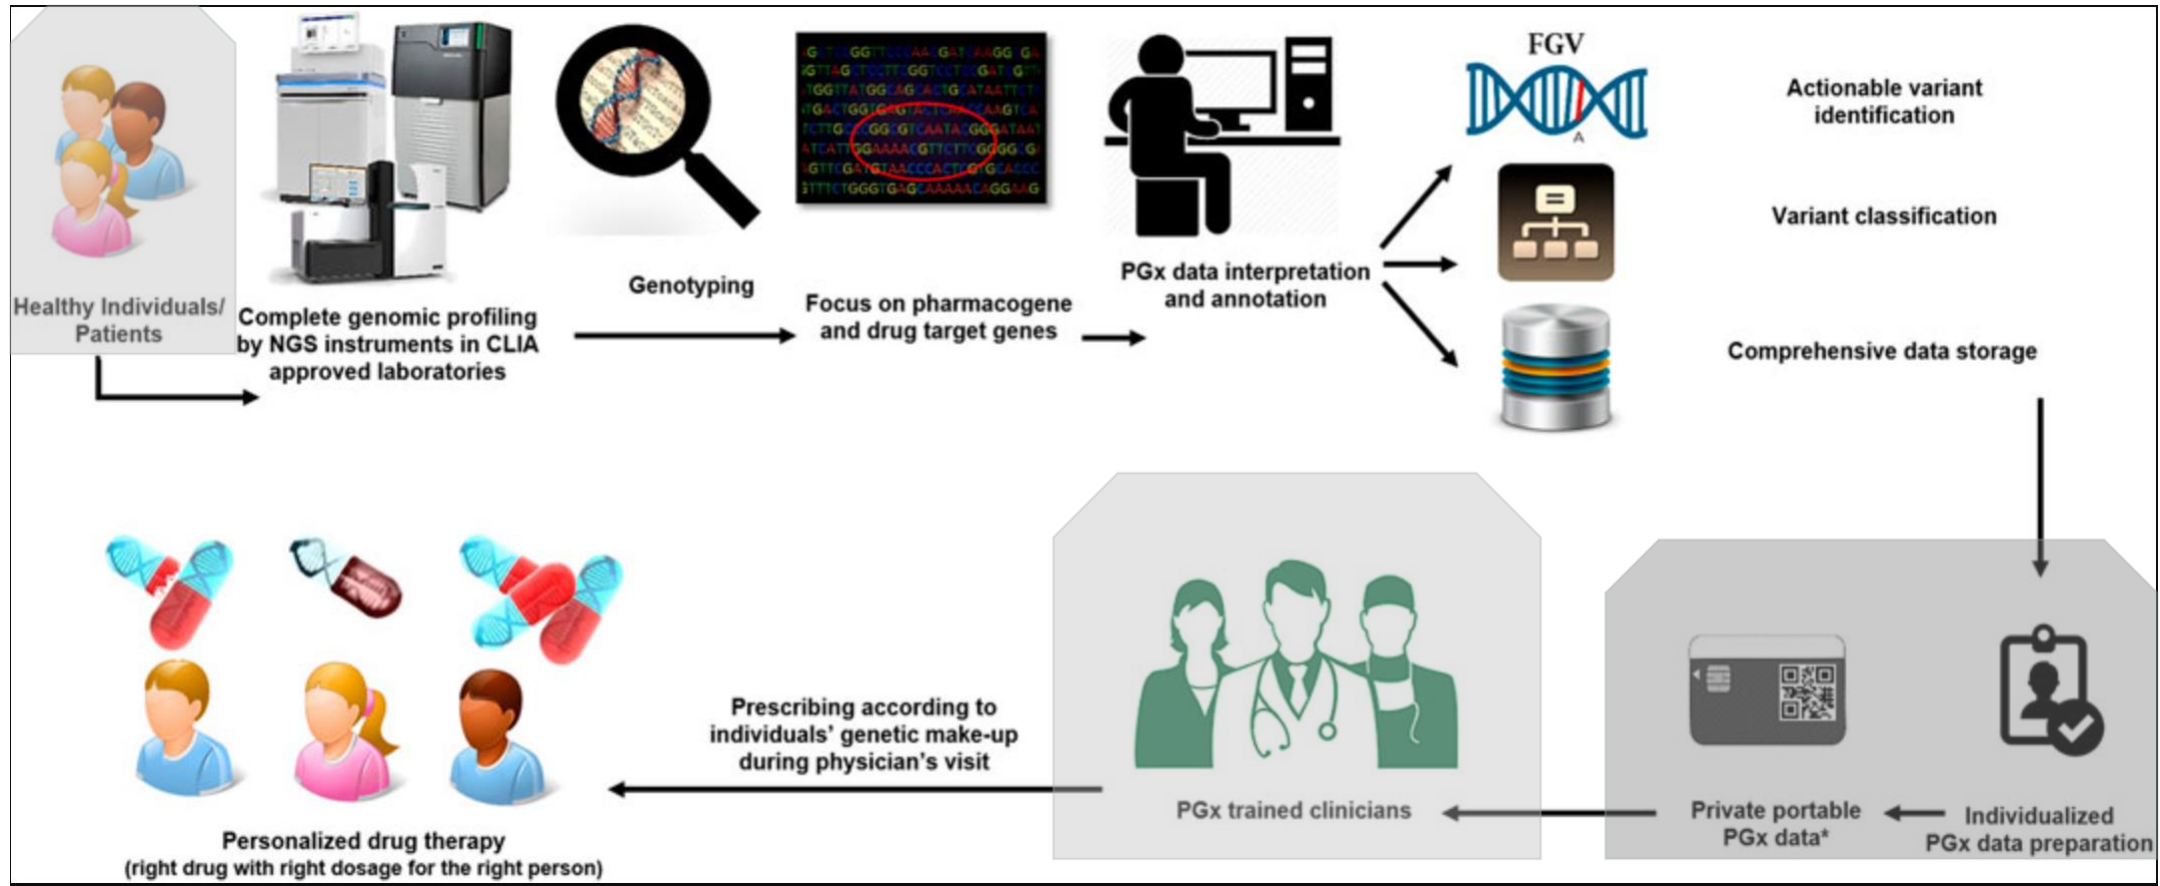 Healthy Individuals/
Patients
Complete genomic profiling
by NGS instruments in CLIA
approved laboratories
Genotyping
Focus on pharmacogene
and drug target genes
PGx data interpretation
and annotation
FGV
A
Actionable variant
identification
Variant classification
Comprehensive data storage
Individualized
PGx data preparation
Private portable
PGx data*
PGx trained clinicians
Prescribing according to
individuals' genetic make-up
during physician's visit
Personalized drug therapy
(right drug with right dosage for the right person)